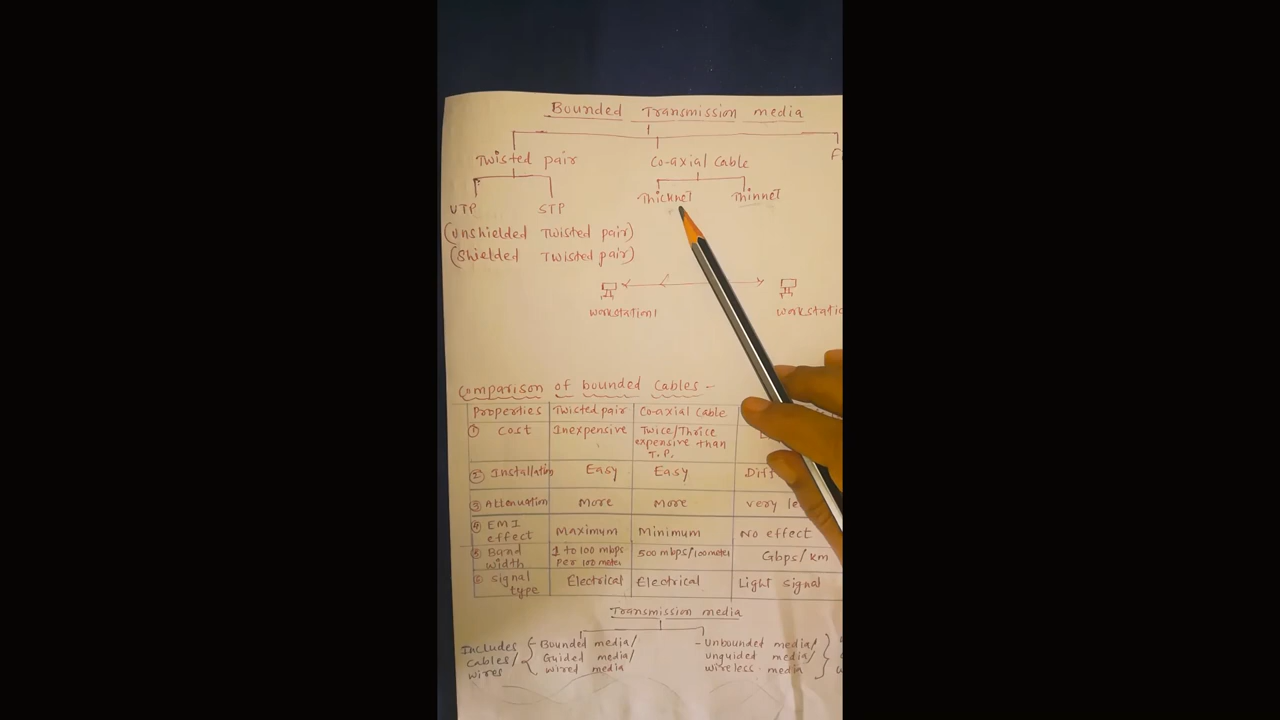 Bounded Transmission media
Twisted pair Co-axial Cable
UTP STP Thicknet Thinnet
(Unshielded Twisted pair)
(Shielded Twisted pair)
workstation1
Comparison of bounded Cables -
Properties Twisted pair Co-axial Cable
① Cost Inexpensive Twice/Thrice expensive than T.P.
② Installation Easy Easy
③ Attenuation More More very
④ EMI effect Maximum Minimum No effect
⑤ Band width 1 to 100 mbps per 100 meter 500 mbps/100meter Gbps/km
⑥ Signal type Electrical Electrical Light signal
Transmission media
Includes cables/ wires
- Bounded media/
Guided media/
Wired media
- Unbounded media/
unguided media/
wireless media